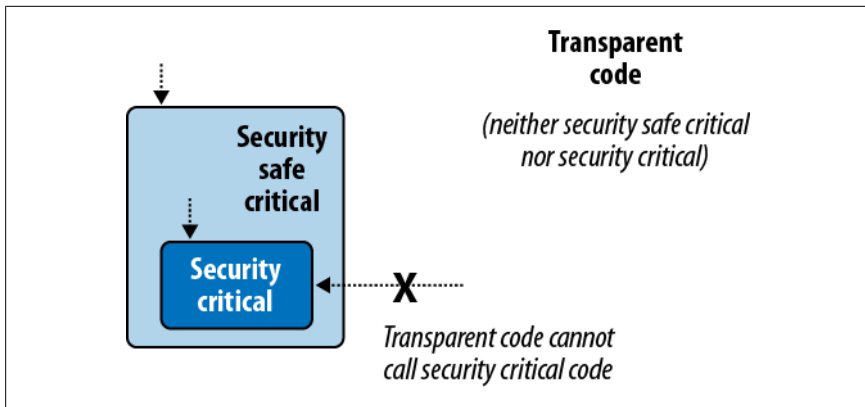 Transparent
code
(neither security safe critical
nor security critical)
Security
safe
critical
Security
critical
X
Transparent code cannot
call security critical code